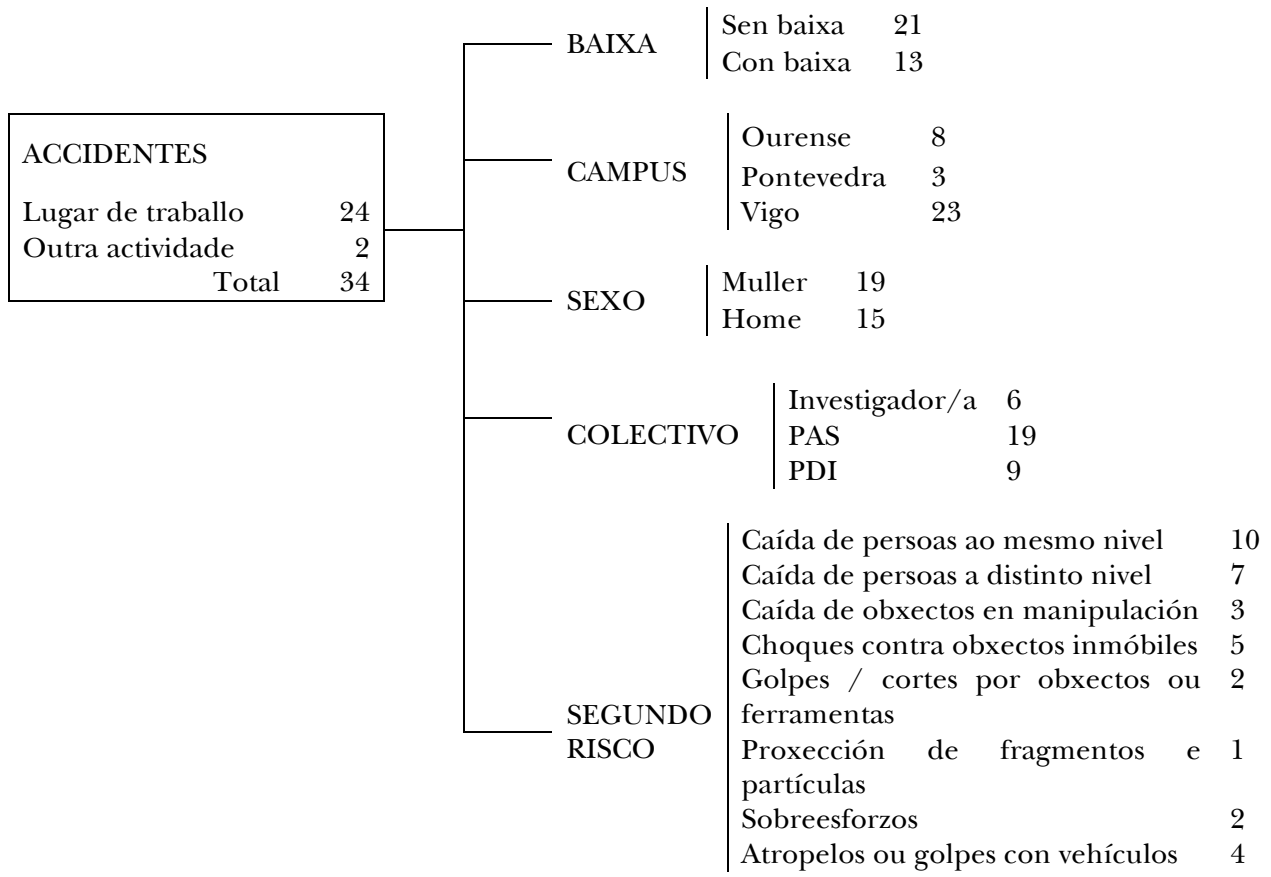 ACCIDENTES
Lugar de traballo 24
Outra actividade 2
Total 34
BAIXA
Sen baixa 21
Con baixa 13
CAMPUS
Ourense 8
Pontevedra 3
Vigo 23
SEXO
Muller 19
Home 15
COLECTIVO
Investigador/a 6
PAS 19
PDI 9
SEGUNDO
RISCO
Caída de persoas ao mesmo nivel 10
Caída de persoas a distinto nivel 7
Caída de obxectos en manipulación 3
Choques contra obxectos inmóbiles 5
Golpes / cortes por obxectos ou 2
ferramentas
Proxección de fragmentos e 1
partículas
Sobreesforzos 2
Atropelos ou golpes con vehículos 4